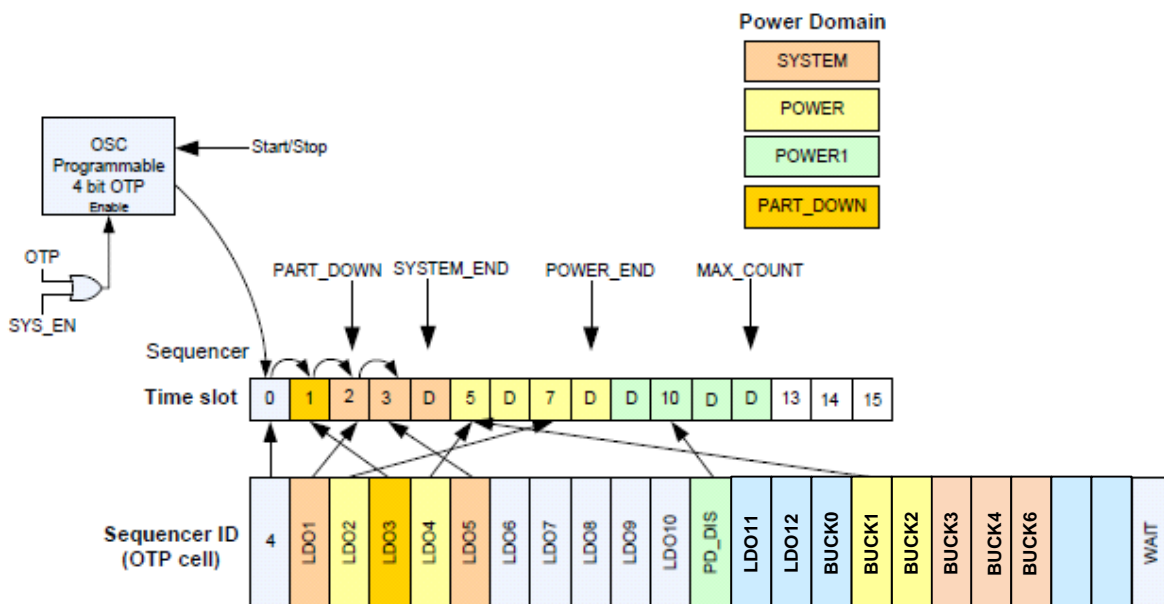 Power Domain
SYSTEM
POWER
POWER1
PART_DOWN
OSC
Programmable
4 bit OTP
Enable
Start/Stop
OTP
SYS_EN
PART_DOWN
SYSTEM_END
POWER_END
MAX_COUNT
Sequencer
Time slot
0 1 2 3 D 5 D 7 D D 10 D D 13 14 15
Sequencer ID
(OTP cell)
4 LDO1 LDO2 LDO3 LDO4 LDO5 LDO6 LDO7 LDO8 LDO9 LDO10 PD_DIS LDO11 LDO12 BUCK0 BUCK1 BUCK2 BUCK3 BUCK4 BUCK6 WAIT